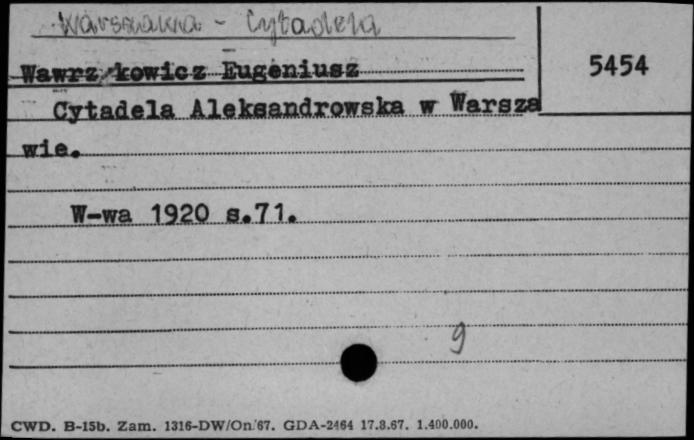 Warszawa - Cytadela
Wawrzykowicz Eugeniusz
5454
Cytadela Aleksandrowska w Warsza
wie.
W-wa 1920 s.71.
9
CWD. B-15b. Zam. 1316-DW/On/67. GDA-2464 17.8.67. 1.400.000.